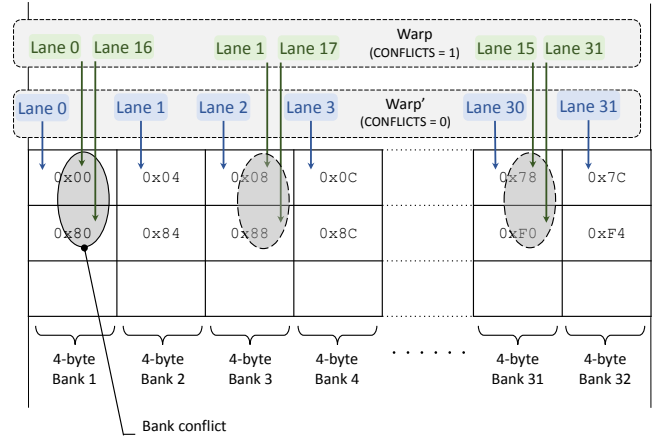 Lane 0 Lane 16 Lane 1 Lane 17 Warp Lane 15 Lane 31
(CONFLICTS = 1)
Lane 0 Lane 1 Lane 2 Lane 3 Warp' Lane 30 Lane 31
(CONFLICTS = 0)
0x00 0x04 0x08 0x0C 0x78 0x7C
0x80 0x84 0x88 0x8C 0xF0 0xF4
4-byte 4-byte 4-byte 4-byte 4-byte 4-byte
Bank 1 Bank 2 Bank 3 Bank 4 Bank 31 Bank 32
Bank conflict